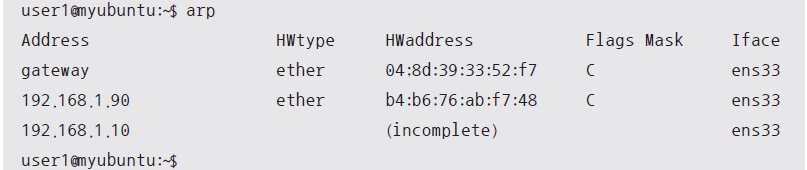 user1@myubuntu:~$ arp
Address HWtype HWaddress Flags Mask Iface
gateway ether 04:8d:39:33:52:f7 C ens33
192.168.1.90 ether b4:b6:76:ab:f7:48 C ens33
192.168.1.10 (incomplete) ens33
user1@myubuntu:~$